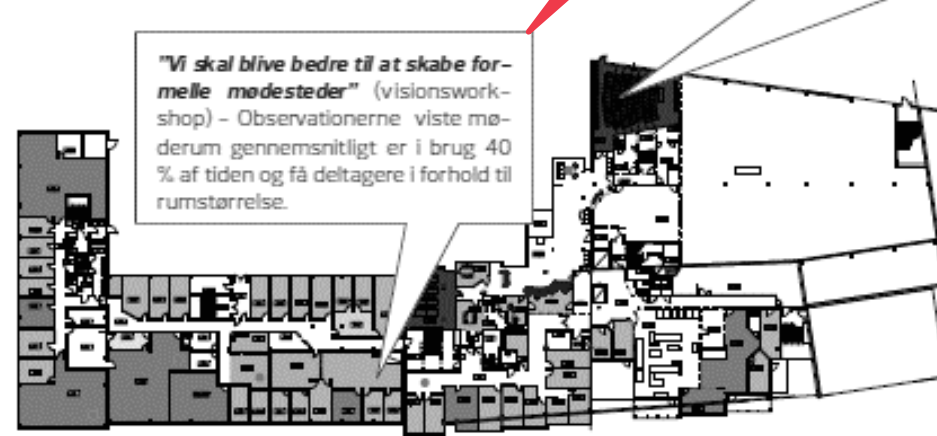 "Vi skal blive bedre til at skabe for-
melle mødesteder" (visionswork-
shop) - Observationerne viste mø-
derum gennemsnitligt er i brug 40
% af tiden og få deltagere i forhold til
rumstørrelse.